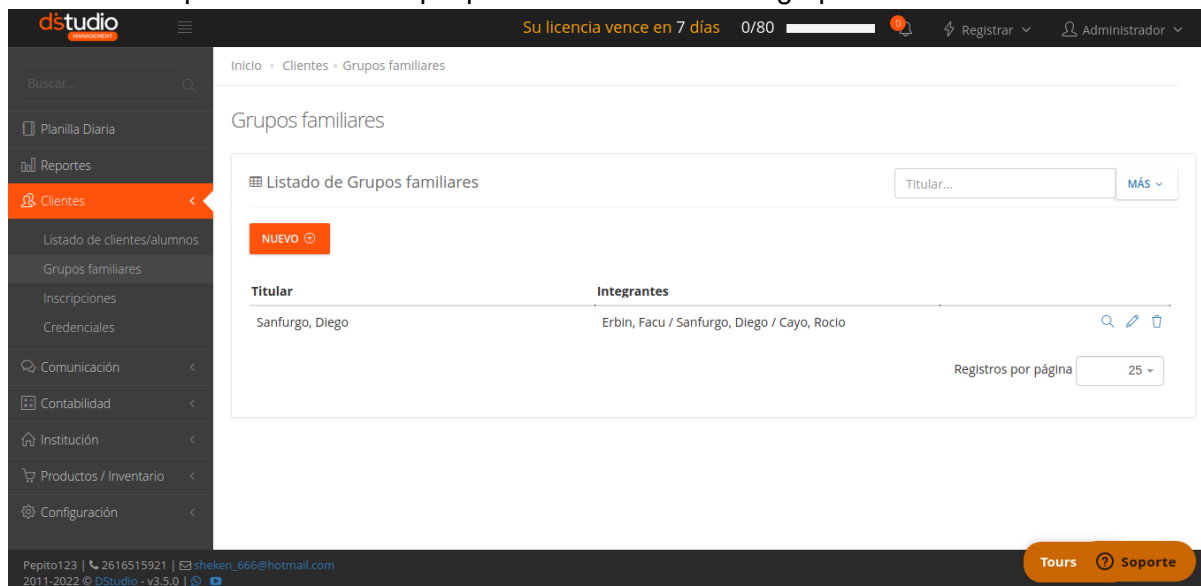 dstudio
MANAGEMENT
Su licencia vence en 7 días 0/80 0 Registrar Administrador
Buscar...
Inicio Clientes Grupos familiares
Planilla Diaria
Reportes
Clientes
Listado de clientes/alumnos
Grupos familiares
Inscripciones
Credenciales
Comunicación
Contabilidad
Institución
Productos / Inventario
Configuración
Grupos familiares
Listado de Grupos familiares
Titular... MÁS
NUEVO
Titular Integrantes
Sanfurgo, Diego Erbin, Facu / Sanfurgo, Diego / Cayo, Rocio
Registros por página 25
Pepito123 | 2616515921 | sheken_666@hotmail.com
2011-2022 © DStudio - v3.5.0 |
Tours Soporte